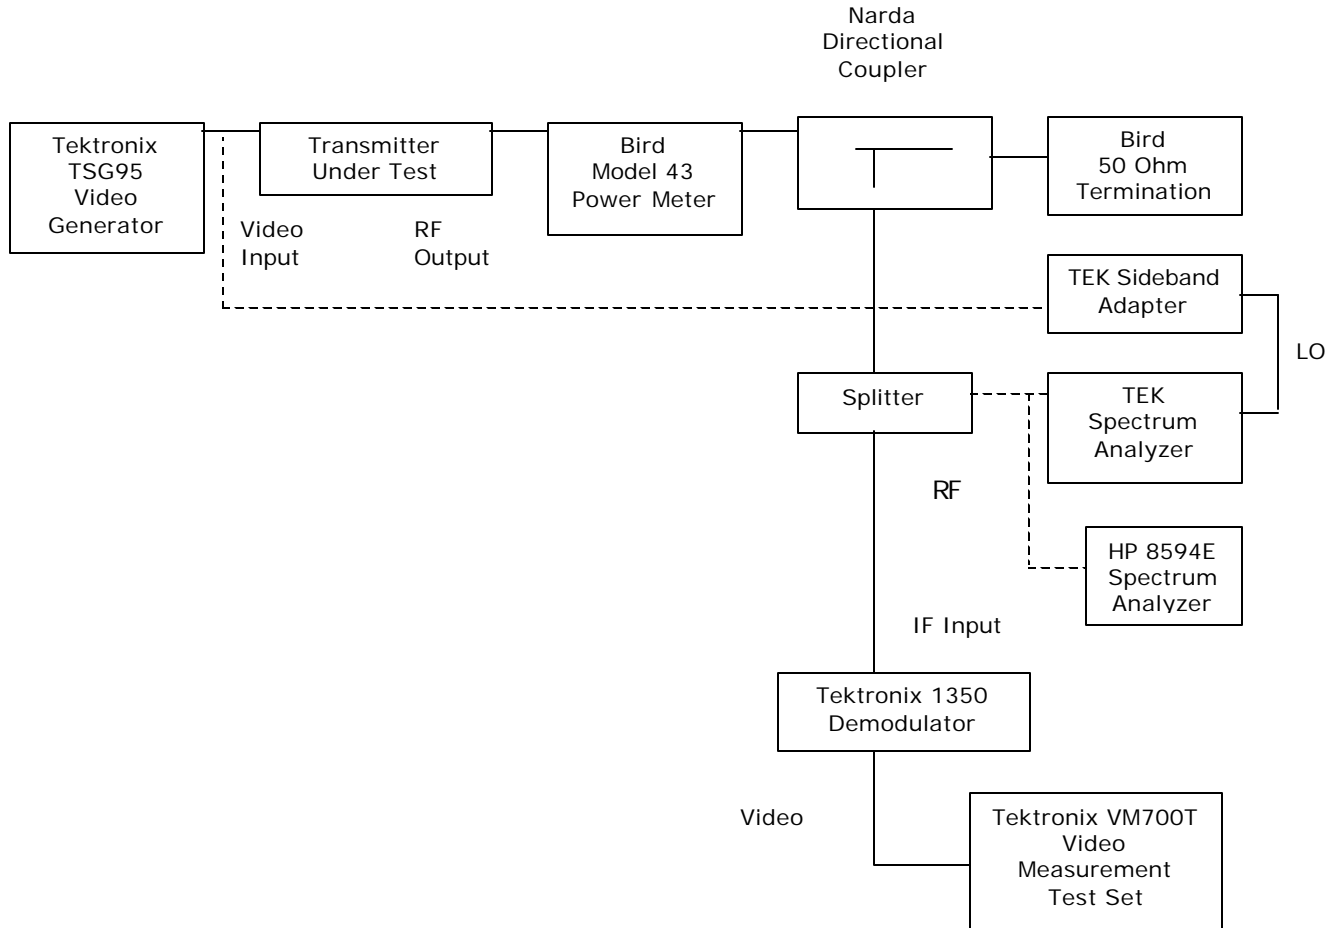 Narda
Directional
Coupler
Tektronix
TSG95
Video
Generator
Transmitter
Under Test
Bird
Model 43
Power Meter
Bird
50 Ohm
Termination
Video
Input
RF
Output
TEK Sideband
Adapter
LO
Splitter
TEK
Spectrum
Analyzer
RF
HP 8594E
Spectrum
Analyzer
IF Input
Tektronix 1350
Demodulator
Video
Tektronix VM700T
Video
Measurement
Test Set